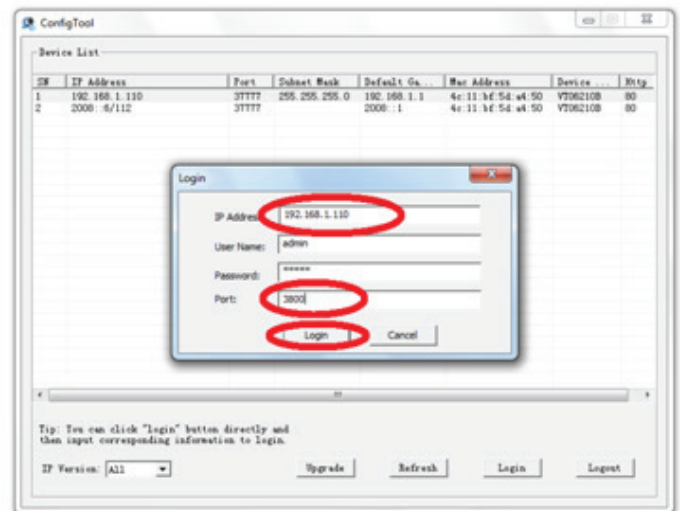 ConfigTool
Device List
SN IP Address Port Subnet Mask Default Ga... Mac Address Device ... Http
1 192.168.1.110 37777 255.255.255.0 192.168.1.1 4c:11:bf:5d:a4:50 VTO6210B 80
2 2008::6/112 37777 2008::1 4c:11:bf:5d:a4:50 VTO6210B 80
Login
IP Address: 192.168.1.110
User Name: admin
Password: *****
Port: 3800
Login Cancel
Tip: You can click "login" button directly and
then input corresponding information to login.
IP Version: All Upgrade Refresh Login Logout